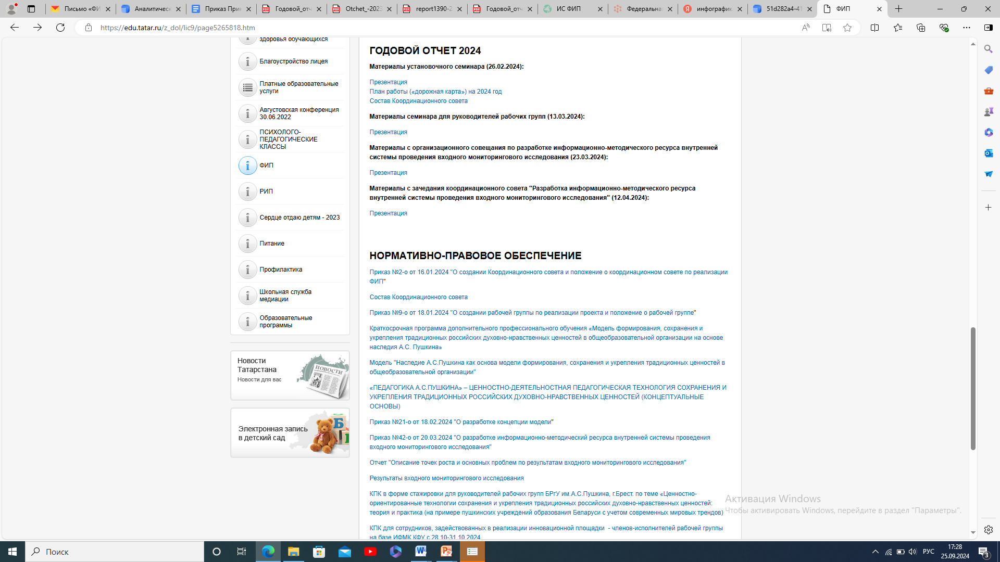 Письмо «ФИ
Аналитическ
Приказ При
Годовой_отч
Otchet_-2023
report1390-2
Годовой_отч
ИС ФИП
Федеральна
инфографик
51d282a4-41
ФИП
https://edu.tatar.ru/z_dol/lic9/page5265818.htm
здоровья обучающихся
Благоустройство лицея
Платные образовательные
услуги
Августовская конференция
30.06.2022
ПСИХОЛОГО-
ПЕДАГОГИЧЕСКИЕ
КЛАССЫ
ФИП
РИП
Сердце отдаю детям - 2023
Питание
Профилактика
Школьная служба
медиации
Образовательные
программы
Новости
Татарстана
Новости для вас
НОВОСТИ
Электронная запись
в детский сад
Б
ГОДОВОЙ ОТЧЕТ 2024
Материалы установочного семинара (26.02.2024):
Презентация
План работы («дорожная карта») на 2024 год
Состав Координационного совета
Материалы семинара для руководителей рабочих групп (13.03.2024):
Презентация
Материалы с организационного совещания по разработке информационно-методического ресурса внутренней
системы проведения входного мониторингового исследования (23.03.2024):
Презентация
Материалы с зачедания координационного совета "Разработка информационно-методического ресурса
внутренней системы проведения входного мониторингового исследования" (12.04.2024):
Презентация
НОРМАТИВНО-ПРАВОВОЕ ОБЕСПЕЧЕНИЕ
Приказ №2-о от 16.01.2024 "О создании Координационного совета и положение о координационном совете по реализации
ФИП"
Состав Координационного совета
Приказ №9-о от 18.01.2024 "О создании рабочей группы по реализации проекта и положение о рабочей группе"
Краткосрочная программа дополнительного профессионального обучения «Модель формирования, сохранения и
укрепления традиционных российских духовно-нравственных ценностей в общеобразовательной организации на основе
наследия А.С. Пушкина»
Модель "Наследие А.С.Пушкина как основа модели формирования, сохранения и укрепления традиционных ценностей в
общеобразовательной организации"
«ПЕДАГОГИКА А.С.ПУШКИНА» – ЦЕННОСТНО-ДЕЯТЕЛЬНОСТНАЯ ПЕДАГОГИЧЕСКАЯ ТЕХНОЛОГИЯ СОХРАНЕНИЯ И
УКРЕПЛЕНИЯ ТРАДИЦИОННЫХ РОССИЙСКИХ ДУХОВНО-НРАВСТВЕННЫХ ЦЕННОСТЕЙ (КОНЦЕПТУАЛЬНЫЕ
ОСНОВЫ)
Приказ №21-о от 18.02.2024 "О разработке концепции модели"
Приказ №42-о от 20.03.2024 "О разработке информационно-методический ресурса внутренней системы проведения
входного мониторингового исследования"
Отчет "Описание точек роста и основных проблем по результатам входного мониторингового исследования"
Результаты входного мониторингового исследования
КПК в форме стажировки для руководителей рабочих групп БРгУ им.А.С.Пушкина, г.Брест. по теме «Ценностно-
ориентированные технологии сохранения и укрепления традиционных российских духовно-нравственных ценностей:
теория и практика (на примере пушкинских учреждений образования Беларуси с учетом современных мировых трендов)
КПК для сотрудников, задействованных в реализации инновационной площадки - членов-исполнителей рабочей группы
на базе ИФМК КФУ с 28.10-31.10.2024
Активация Windows
Чтобы активировать Windows, перейдите в раздел "Параметры".
Поиск
РУС
17:28
25.09.2024
3